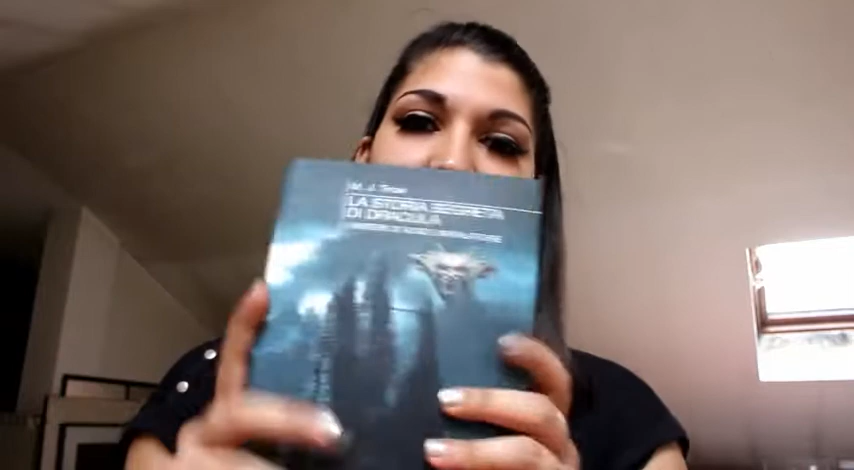 M. J. Trow
LA STORIA SEGRETA
DI DRACULA